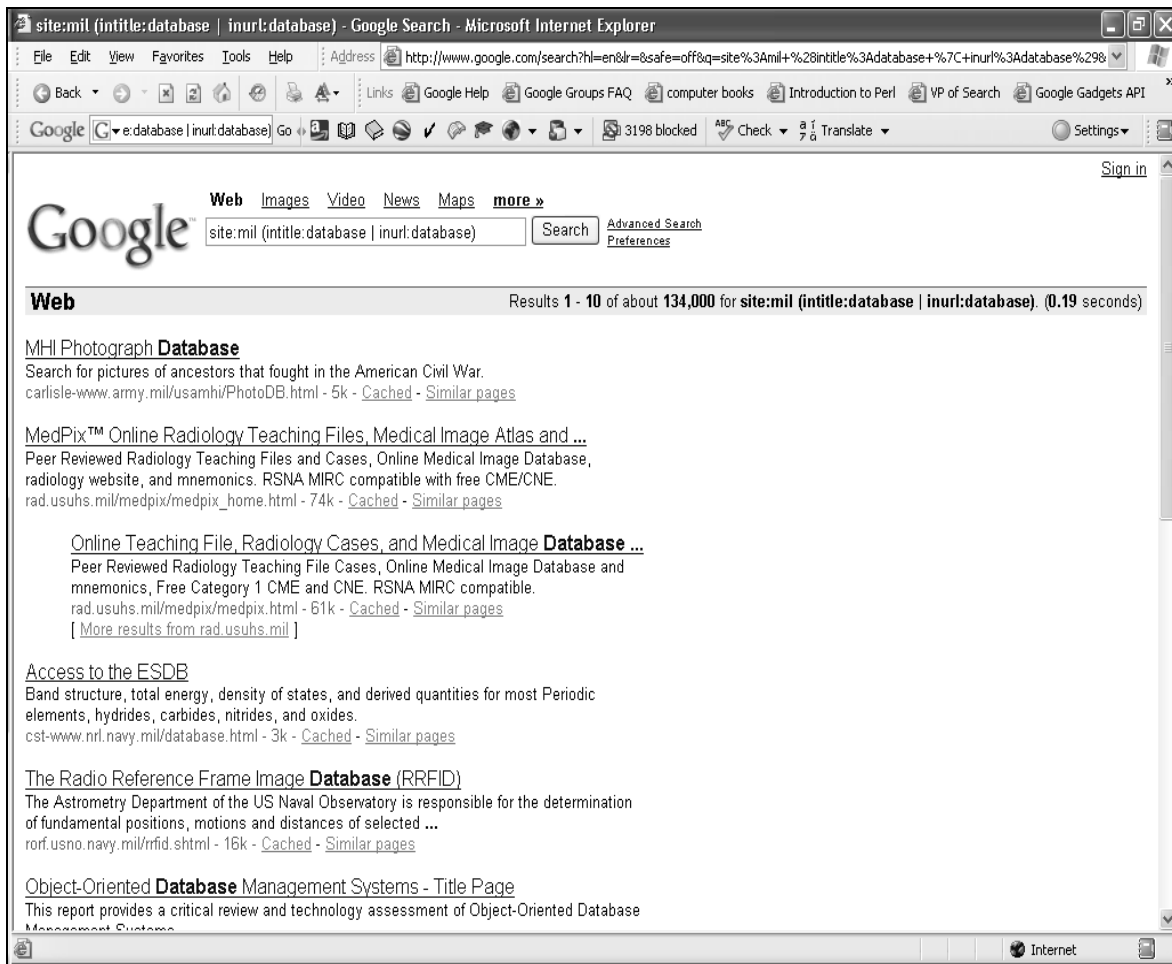 site:mil (intitle:database | inurl:database) - Google Search - Microsoft Internet Explorer
File Edit View Favorites Tools Help Address http://www.google.com/search?hl=en&lr=&safe=off&q=site%3Amil+%28intitle%3Adatabase+%7C+inurl%3Adatabase%29&
Back Links Google Help Google Groups FAQ computer books Introduction to Perl VP of Search Google Gadgets API »
Google G e:database | inurl:database) Go 3198 blocked ABC Check Translate Settings
Sign in
Web Images Video News Maps more »
Google™ site:mil (intitle:database | inurl:database) Search Advanced Search
Preferences
Web Results 1 - 10 of about 134,000 for site:mil (intitle:database | inurl:database). (0.19 seconds)
MHI Photograph Database
Search for pictures of ancestors that fought in the American Civil War.
carlisle-www.army.mil/usamhi/PhotoDB.html - 5k - Cached - Similar pages
MedPix™ Online Radiology Teaching Files, Medical Image Atlas and ...
Peer Reviewed Radiology Teaching Files and Cases, Online Medical Image Database,
radiology website, and mnemonics. RSNA MIRC compatible with free CME/CNE.
rad.usuhs.mil/medpix/medpix_home.html - 74k - Cached - Similar pages
Online Teaching File, Radiology Cases, and Medical Image Database ...
Peer Reviewed Radiology Teaching File Cases, Online Medical Image Database and
mnemonics, Free Category 1 CME and CNE. RSNA MIRC compatible.
rad.usuhs.mil/medpix/medpix.html - 61k - Cached - Similar pages
[ More results from rad.usuhs.mil ]
Access to the ESDB
Band structure, total energy, density of states, and derived quantities for most Periodic
elements, hydrides, carbides, nitrides, and oxides.
cst-www.nrl.navy.mil/database.html - 3k - Cached - Similar pages
The Radio Reference Frame Image Database (RRFID)
The Astrometry Department of the US Naval Observatory is responsible for the determination
of fundamental positions, motions and distances of selected ...
rorf.usno.navy.mil/rrfid.shtml - 16k - Cached - Similar pages
Object-Oriented Database Management Systems - Title Page
This report provides a critical review and technology assessment of Object-Oriented Database
Management Systems
Internet